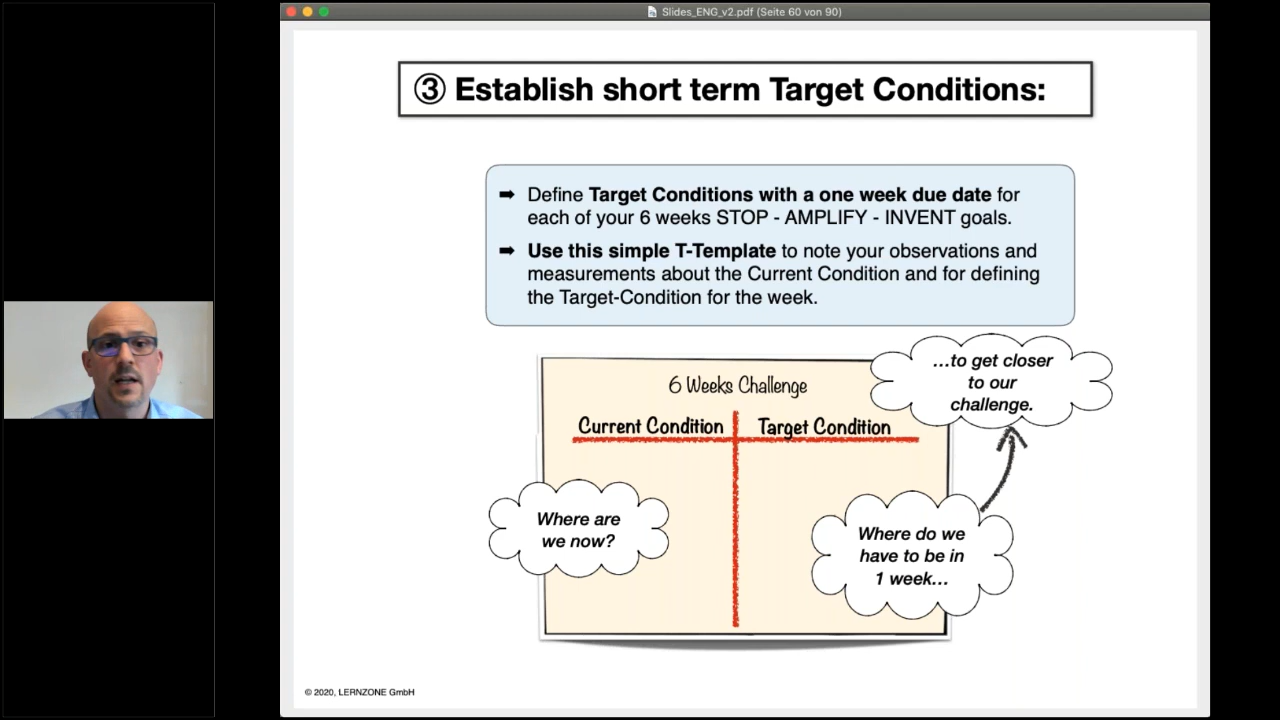 Slides_ENG_v2.pdf (Seite 60 von 90)
③ Establish short term Target Conditions:
➡ Define Target Conditions with a one week due date for
each of your 6 weeks STOP - AMPLIFY - INVENT goals.
➡ Use this simple T-Template to note your observations and
measurements about the Current Condition and for defining
the Target-Condition for the week.
6 Weeks Challenge
Current Condition
Target Condition
...to get closer
to our
challenge.
Where are
we now?
Where do we
have to be in
1 week...
© 2020, LERNZONE GmbH